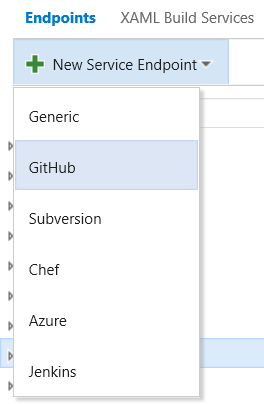 Endpoints XAML Build Services
New Service Endpoint
Generic
GitHub
Subversion
Chef
Azure
Jenkins